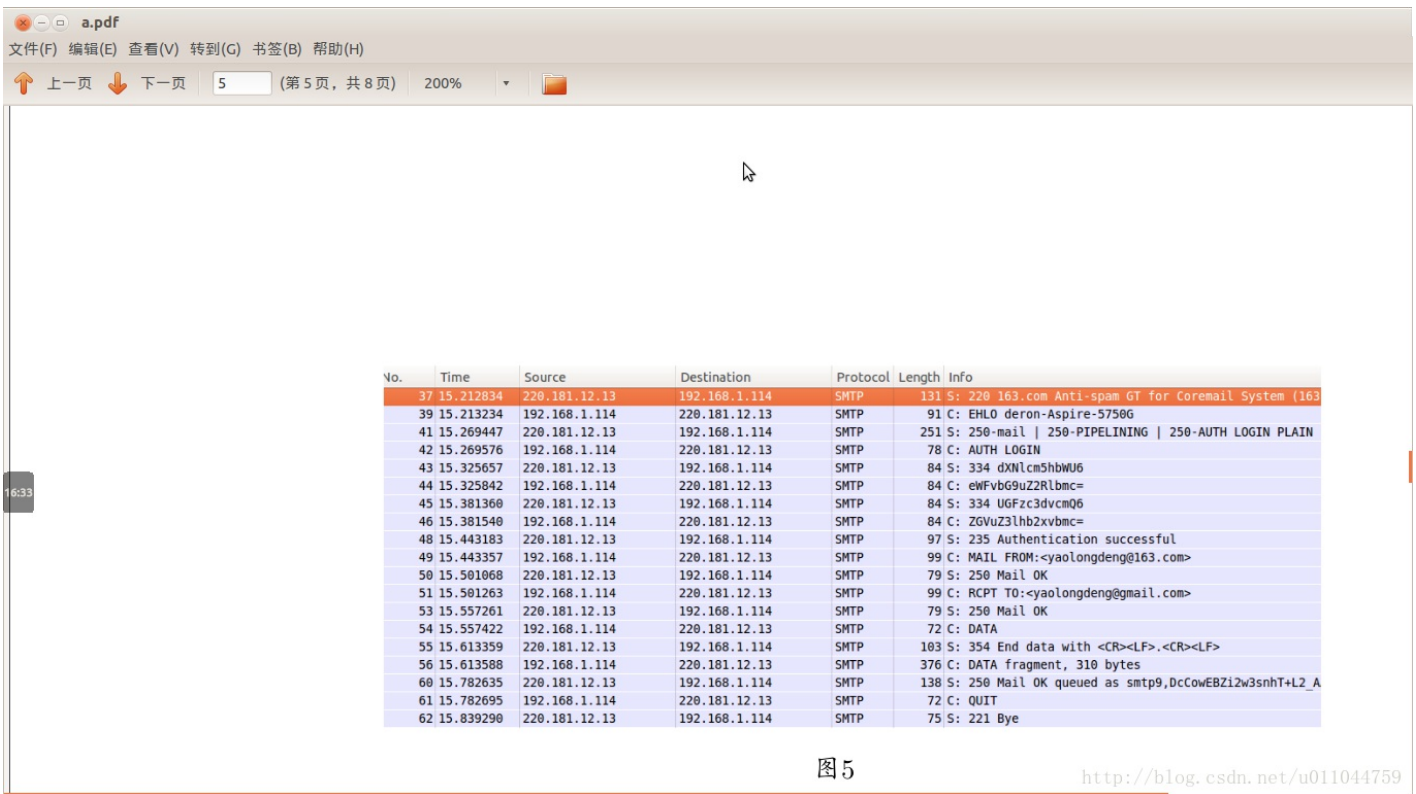 a.pdf
文件(F) 编辑(E) 查看(V) 转到(G) 书签(B) 帮助(H)
上一页 下一页 5 (第 5 页，共 8 页) 200%
No. Time Source Destination Protocol Length Info
37 15.212834 220.181.12.13 192.168.1.114 SMTP 131 S: 220 163.com Anti-spam GT for Coremail System (163
39 15.213234 192.168.1.114 220.181.12.13 SMTP 91 C: EHLO deron-Aspire-5750G
41 15.269447 220.181.12.13 192.168.1.114 SMTP 251 S: 250-mail | 250-PIPELINING | 250-AUTH LOGIN PLAIN
42 15.269576 192.168.1.114 220.181.12.13 SMTP 78 C: AUTH LOGIN
43 15.325657 220.181.12.13 192.168.1.114 SMTP 84 S: 334 dXNlcm5hbWU6
44 15.325842 192.168.1.114 220.181.12.13 SMTP 84 C: eWFvbG9uZ2Rlbmc=
45 15.381360 220.181.12.13 192.168.1.114 SMTP 84 S: 334 UGFzc3dvcmQ6
46 15.381540 192.168.1.114 220.181.12.13 SMTP 84 C: ZGVuZ3lhb2xvbmc=
48 15.443183 220.181.12.13 192.168.1.114 SMTP 97 S: 235 Authentication successful
49 15.443357 192.168.1.114 220.181.12.13 SMTP 99 C: MAIL FROM:<yaolongdeng@163.com>
50 15.501068 220.181.12.13 192.168.1.114 SMTP 79 S: 250 Mail OK
51 15.501263 192.168.1.114 220.181.12.13 SMTP 99 C: RCPT TO:<yaolongdeng@gmail.com>
53 15.557261 220.181.12.13 192.168.1.114 SMTP 79 S: 250 Mail OK
54 15.557422 192.168.1.114 220.181.12.13 SMTP 72 C: DATA
55 15.613359 220.181.12.13 192.168.1.114 SMTP 103 S: 354 End data with <CR><LF>.<CR><LF>
56 15.613588 192.168.1.114 220.181.12.13 SMTP 376 C: DATA fragment, 310 bytes
60 15.782635 220.181.12.13 192.168.1.114 SMTP 138 S: 250 Mail OK queued as smtp9,DcCowEBZi2w3snhT+L2_A
61 15.782695 192.168.1.114 220.181.12.13 SMTP 72 C: QUIT
62 15.839290 220.181.12.13 192.168.1.114 SMTP 75 S: 221 Bye
16:33
图5
http://blog.csdn.net/u011044759